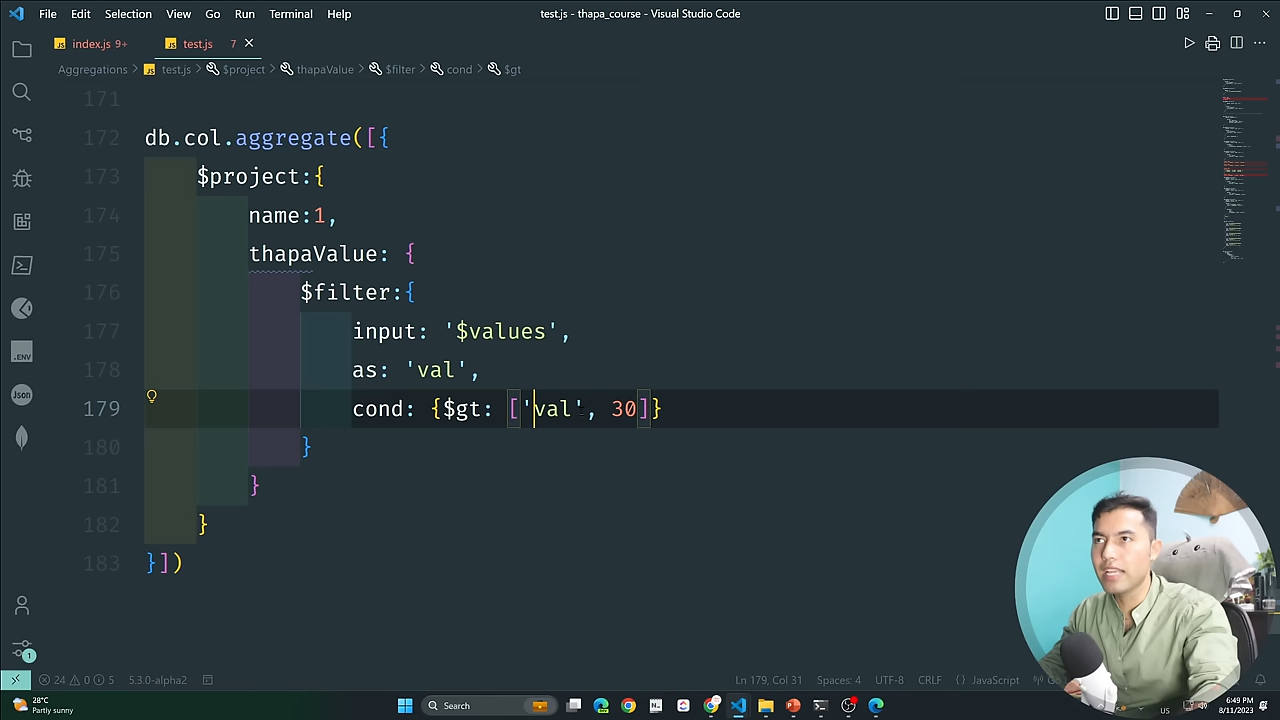 File Edit Selection View Go Run Terminal Help test.js - thapa_course - Visual Studio Code
index.js 9+ test.js 7
Aggregations > test.js > $project > thapaValue > $filter > cond > $gt
171
172 db.col.aggregate([{
173 $project:{
174 name:1,
175 thapaValue: {
176 $filter:{
177 input: '$values',
178 as: 'val',
179 cond: {$gt: ['val', 30]}
180 }
181 }
182 }
183 }])
.ENV
Json
1
24 0 5 5.3.0-alpha2 Ln 179, Col 31 Spaces: 4 UTF-8 CRLF {} JavaScript
28°C
Partly sunny
Search
US
6:49 PM
8/11/2023